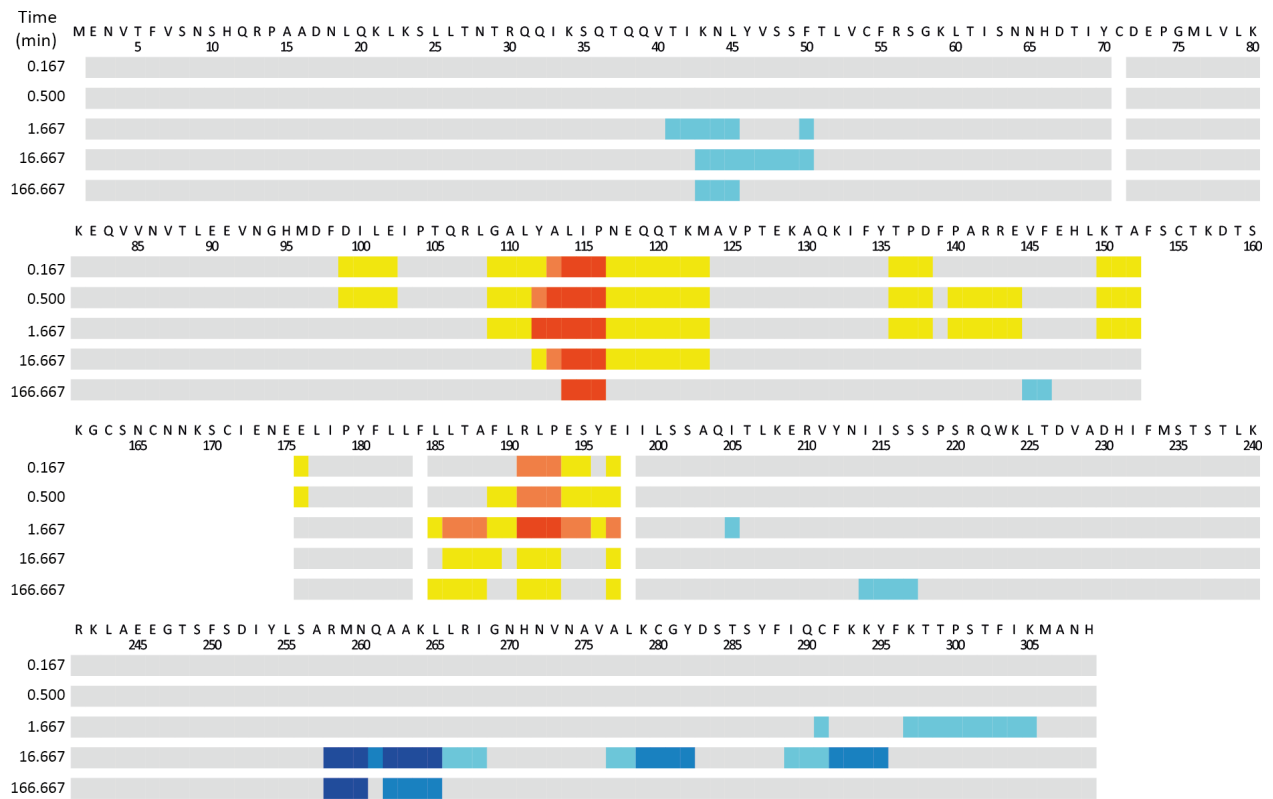 Time
(min)
M E N V T F V S N S H Q R P A A D N L Q K L K S L L T N T R Q Q I K S Q T Q Q V T I K N L Y V S S F T L V C F R S G K L T I S N N H D T I Y C D E P G M L V L K
5 10 15 20 25 30 35 40 45 50 55 60 65 70 75 80
0.167
0.500
1.667
16.667
166.667
K E Q V V N V T L E E V N G H M D F D I L E I P T Q R L G A L Y A L I P N E Q Q T K M A V P T E K A Q K I F Y T P D F P A R R E V F E H L K T A F S C T K D T S
85 90 95 100 105 110 115 120 125 130 135 140 145 150 155 160
0.167
0.500
1.667
16.667
166.667
K G C S N C N N K S C I E N E E L I P Y F L L F L L T A F L R L P E S Y E I I L S S A Q I T L K E R V Y N I I S S S P S R Q W K L T D V A D H I F M S T S T L K
165 170 175 180 185 190 195 200 205 210 215 220 225 230 235 240
0.167
0.500
1.667
16.667
166.667
R K L A E E G T S F S D I Y L S A R M N Q A A K L L R I G N H N V N A V A L K C G Y D S T S Y F I Q C F K K Y F K T T P S T F I K M A N H
245 250 255 260 265 270 275 280 285 290 295 300 305
0.167
0.500
1.667
16.667
166.667